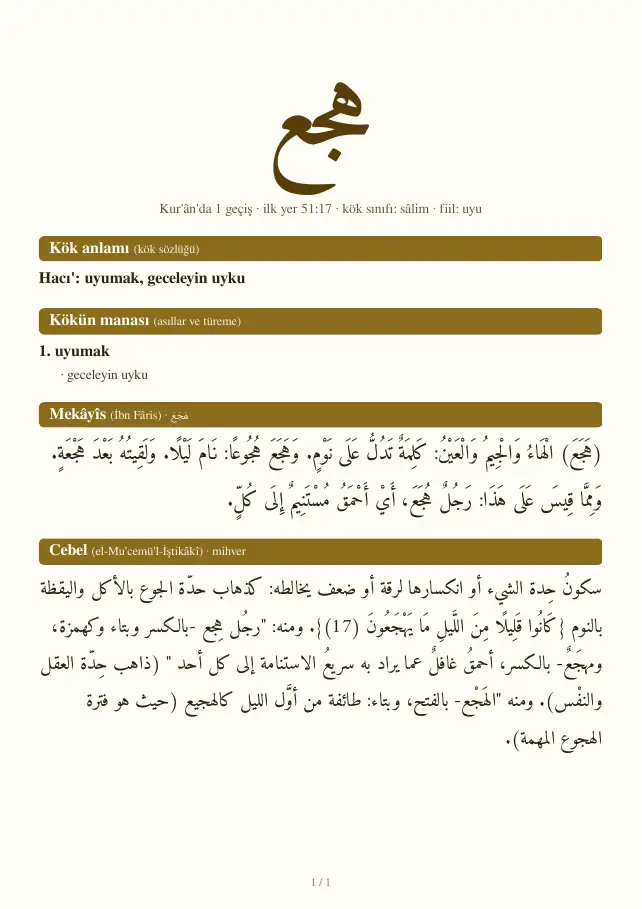 هجع
Kur'ân'da 1 geçiş · ilk yer 51:17 · kök sınıfı: sâlim · fiil: uyu
Kök anlamı (kök sözlüğü)
Hacı': uyumak, geceleyin uyku
Kökün manası (asıllar ve türeme)
1. uyumak
· geceleyin uyku
Mekâyîs (İbn Fâris) · هَجَعَ
(هَجَعَ) الْهَاءُ وَالْجِيمُ وَالْعَيْنُ: كَلِمَةٌ تَدُلُّ عَلَى نَوْمٍ. وَهَجَعَ هُجُوعًا: نَامَ لَيْلًا. وَلَقِيتُهُ بَعْدَ هَجْعَةٍ.
وَمِمَّا قِيسَ عَلَى هَذَا: رَجُلٌ هُجَعٌ، أَيْ أَحْمَقُ مُسْتَنِيمٌ إِلَى كُلٍّ.
Cebel (el-Mu'cemü'l-İştikâkî) · mihver
سكونُ حِدة الشيء أو انكسارها لرقة أو ضعف يخالطه: كذهاب حدّة الجوع بالأكل واليقظة
بالنوم {كَانُوا قَلِيلًا مِنَ اللَّيلِ مَا يَهْجَعُونَ (17)}. ومنه: "رجُل هِجع -بالكسر وبتاء وكهمزة،
ومهجَعٌ- بالكسر، أحمقُ غافلٌ عما يراد به سريعُ الاستنامة إلى كل أحد " (ذاهب حِدّة العقل
والنفْس). ومنه "الهَجْع- بالفتح، وبتاء: طائفة من أوَّل الليل كالهجيع (حيث هو فترة
الهجوع المهمة).
1 / 1